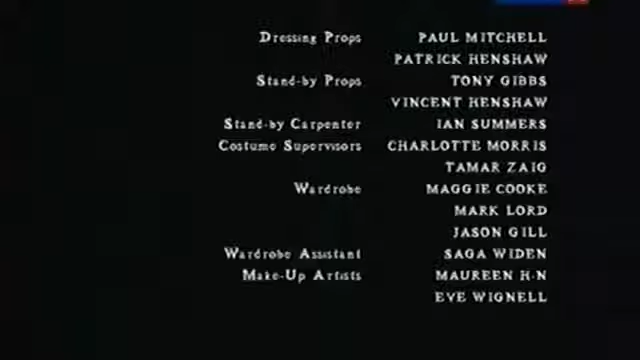 Dressing Props PAUL MITCHELL
PATRICK HENSHAW
Stand-by Props TONY GIBBS
VINCENT HENSHAW
Stand-by Carpenter IAN SUMMERS
Costume Supervisors CHARLOTTE MORRIS
TAMAR ZAIG
Wardrobe MAGGIE COOKE
MARK LORD
JASON GILL
Wardrobe Assistant SAGA WIDEN
Make-Up Artists MAUREEN
EVE WIGNELL